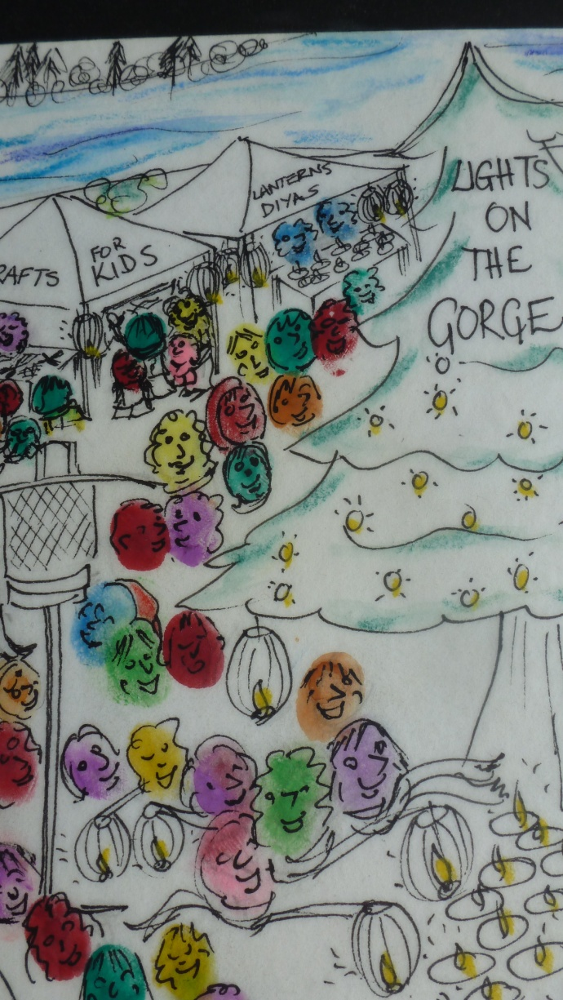 RAFTS
FOR
KIDS
LANTERNS
DIYAS
LIGHTS
ON
THE
GORGE